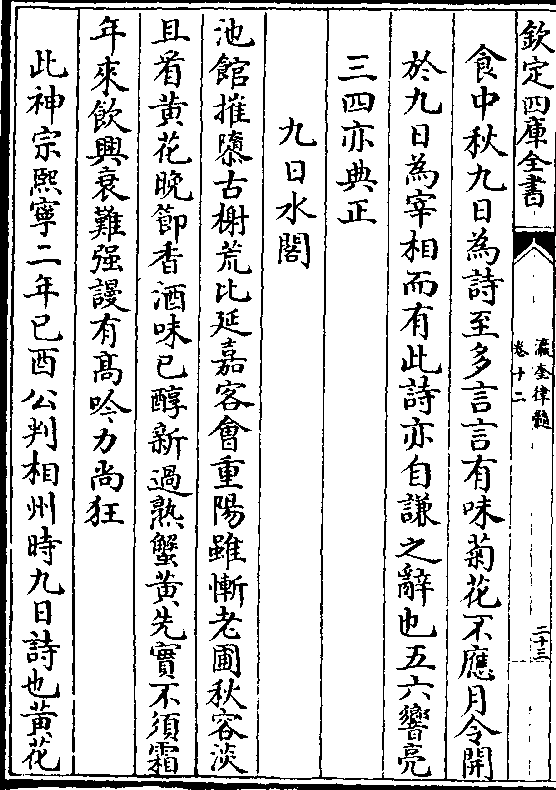 欽定四庫全書
瀛奎律髓
卷十二
二十三
食中秋九日為詩至多言言有味菊花不應月令開
於九日為宰相而有此詩亦自謙之辭也五六響亮
三四亦典正
九日水閣
池館摧隳古榭荒比延嘉客會重陽雖慚老圃秋容淡
且看黄花晚節香酒味已醇新過熟蟹黄先實不須霜
年來飲興衰難强謾有髙吟力尚狂
此神宗熙寧二年已酉公判相州時九日詩也黄花